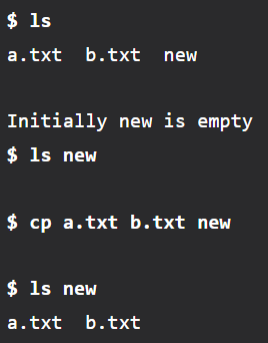 $ ls
a.txt  b.txt  new
Initially new is empty
$ ls new
$ cp a.txt b.txt new
$ ls new
a.txt  b.txt